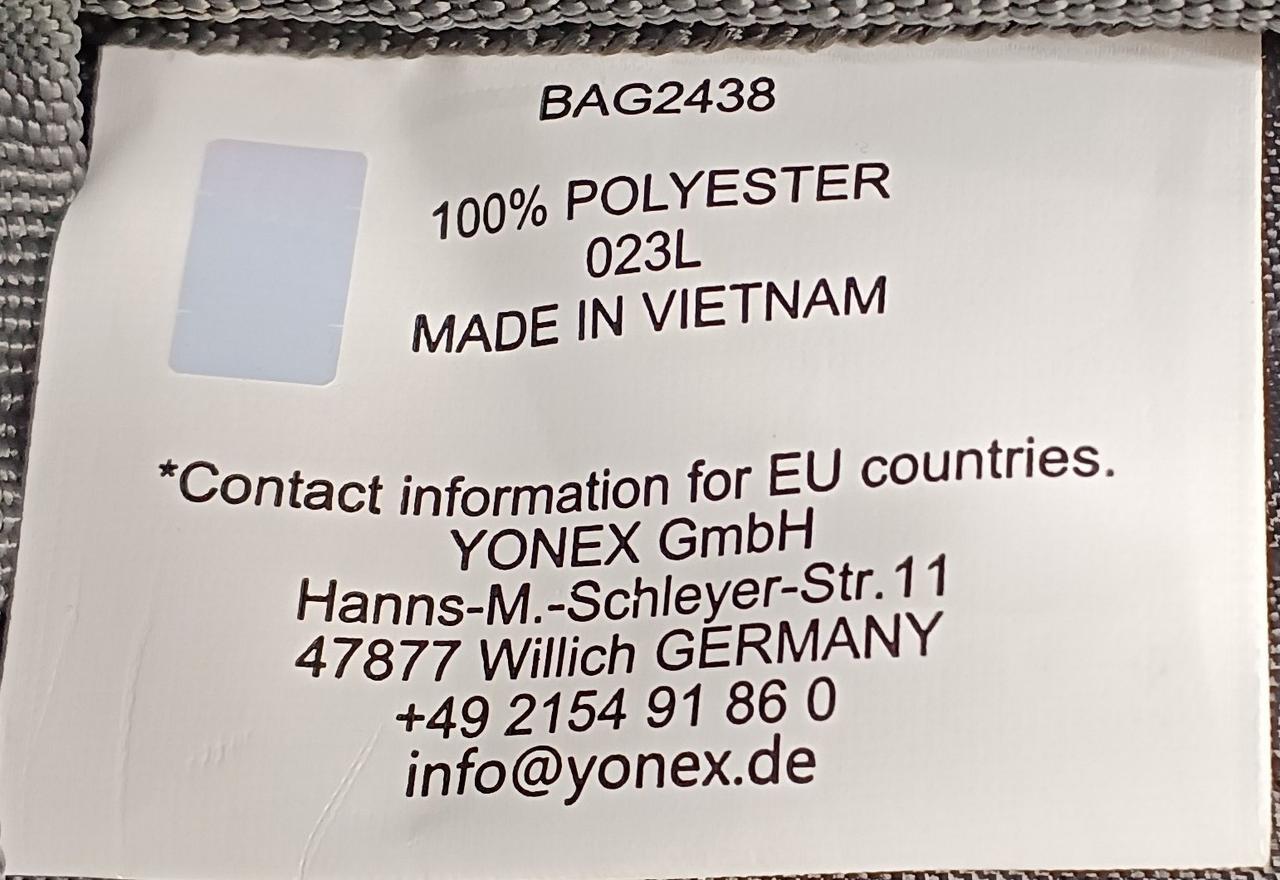 BAG2438
100% POLYESTER
023L
MADE IN VIETNAM
*Contact information for EU countries.
YONEX GmbH
Hanns-M.-Schleyer-Str.11
47877 Willich GERMANY
+49 2154 91 86 0
info@yonex.de